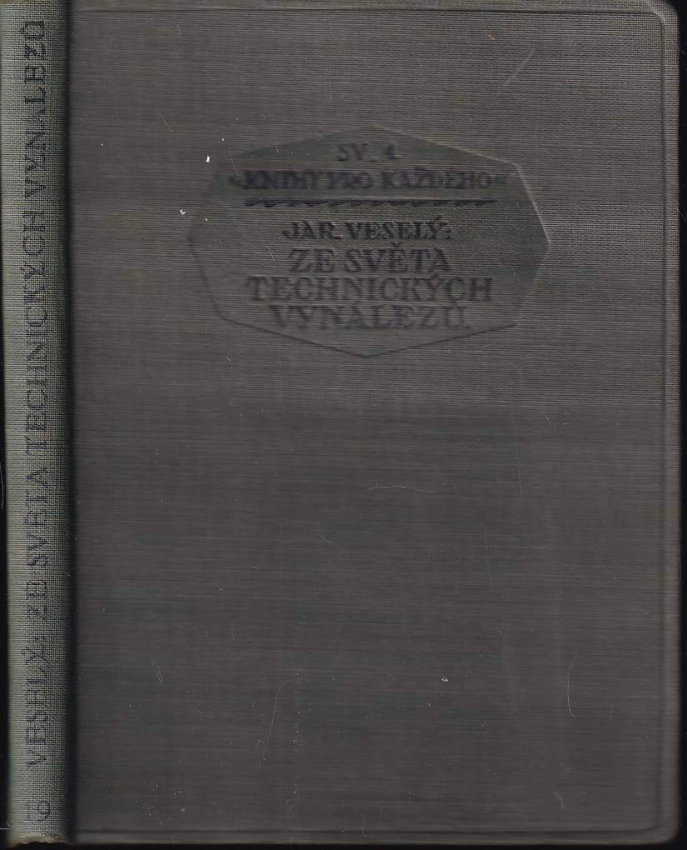 SV. 4
«KNIHY PRO KAŽDÉHO»
JAR. VESELÝ:
ZE SVĚTA
TECHNICKÝCH
VYNÁLEZŮ.
VESELÝ: ZE SVĚTA TECHNICKÝCH VYNÁLEZŮ